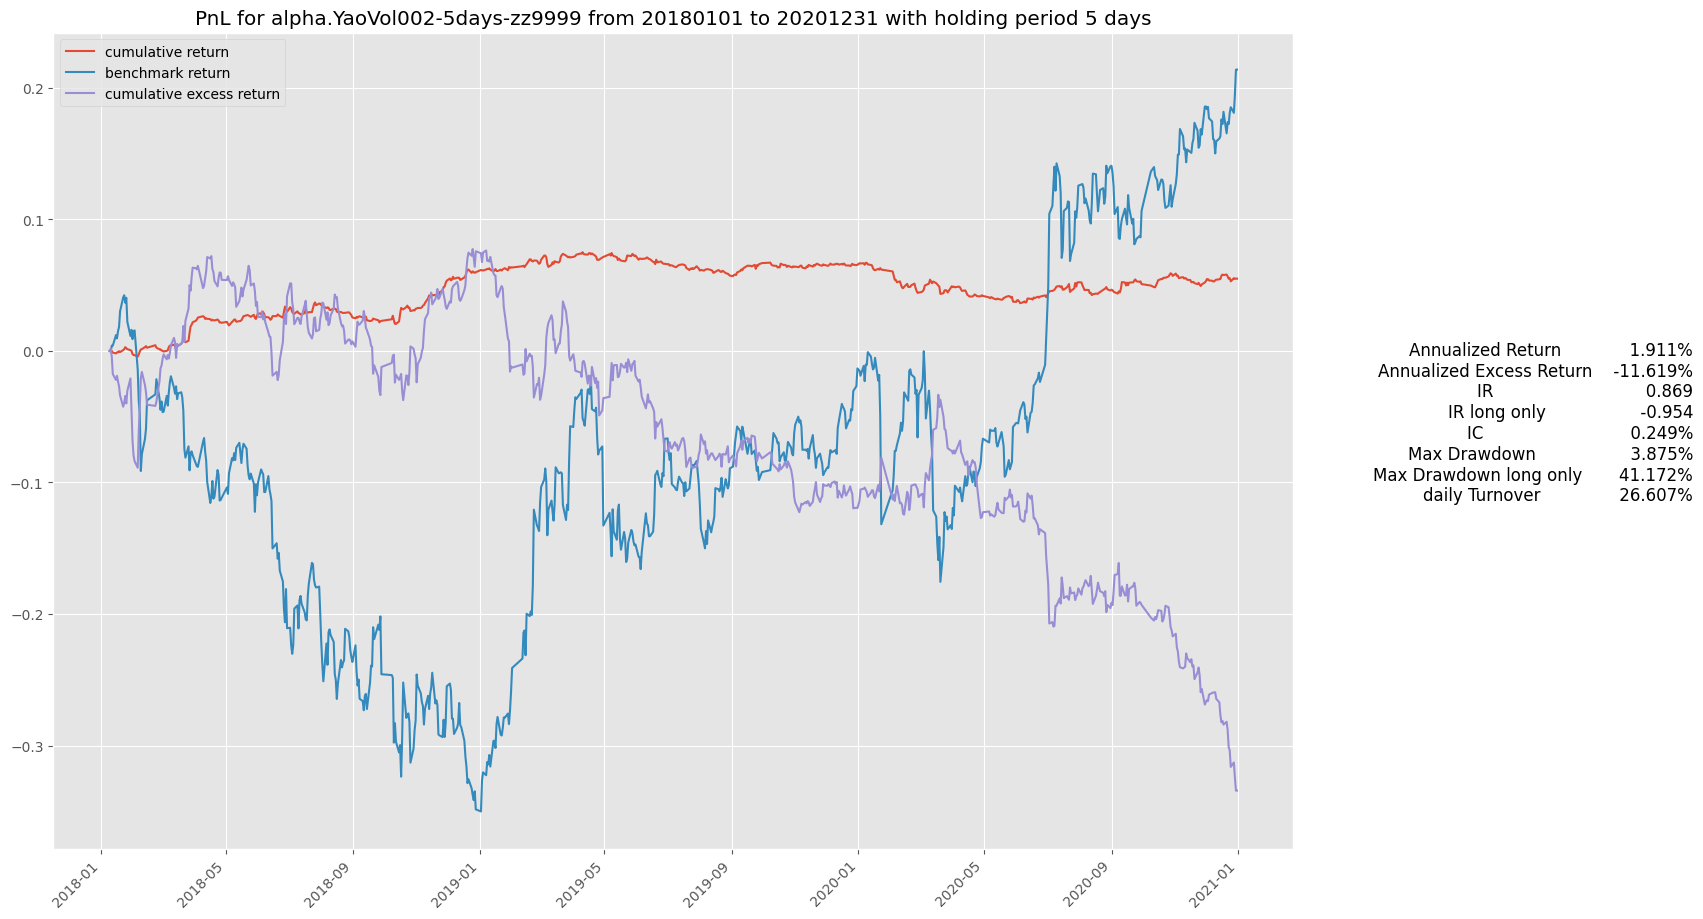 PnL for alpha.YaoVol002-5days-zz9999 from 20180101 to 20201231 with holding period 5 days
cumulative return
benchmark return
cumulative excess return
0.2
0.1
0.0
−0.1
−0.2
−0.3
2018-01
2018-05
2018-09
2019-01
2019-05
2019-09
2020-01
2020-05
2020-09
2021-01
Annualized Return 1.911%
Annualized Excess Return -11.619%
IR 0.869
IR long only -0.954
IC 0.249%
Max Drawdown 3.875%
Max Drawdown long only 41.172%
daily Turnover 26.607%